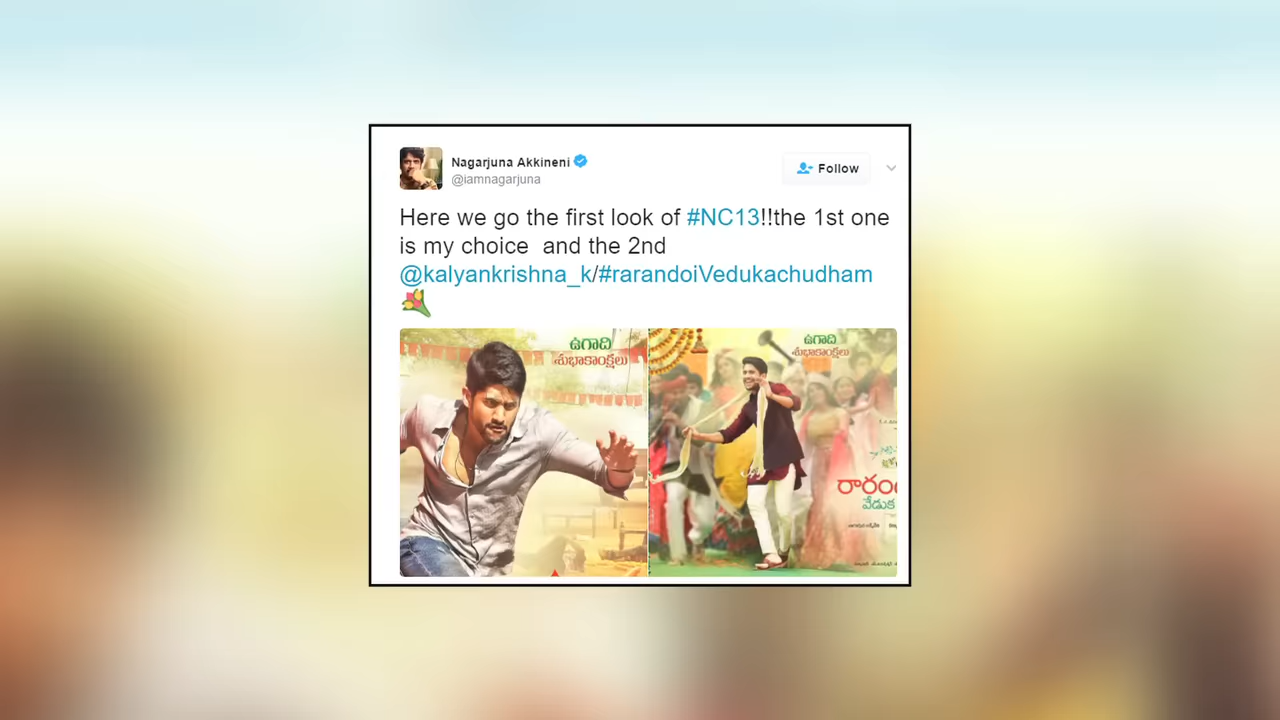 Nagarjuna Akkineni
@iamnagarjuna
Follow
Here we go the first look of #NC13!!the 1st one
is my choice and the 2nd
@kalyankrishna_k/#rarandoiVedukachudham
ఉగాది
శుభాకాంక్షలు
ఉగాది
శుభాకాంక్షలు
వేడుక